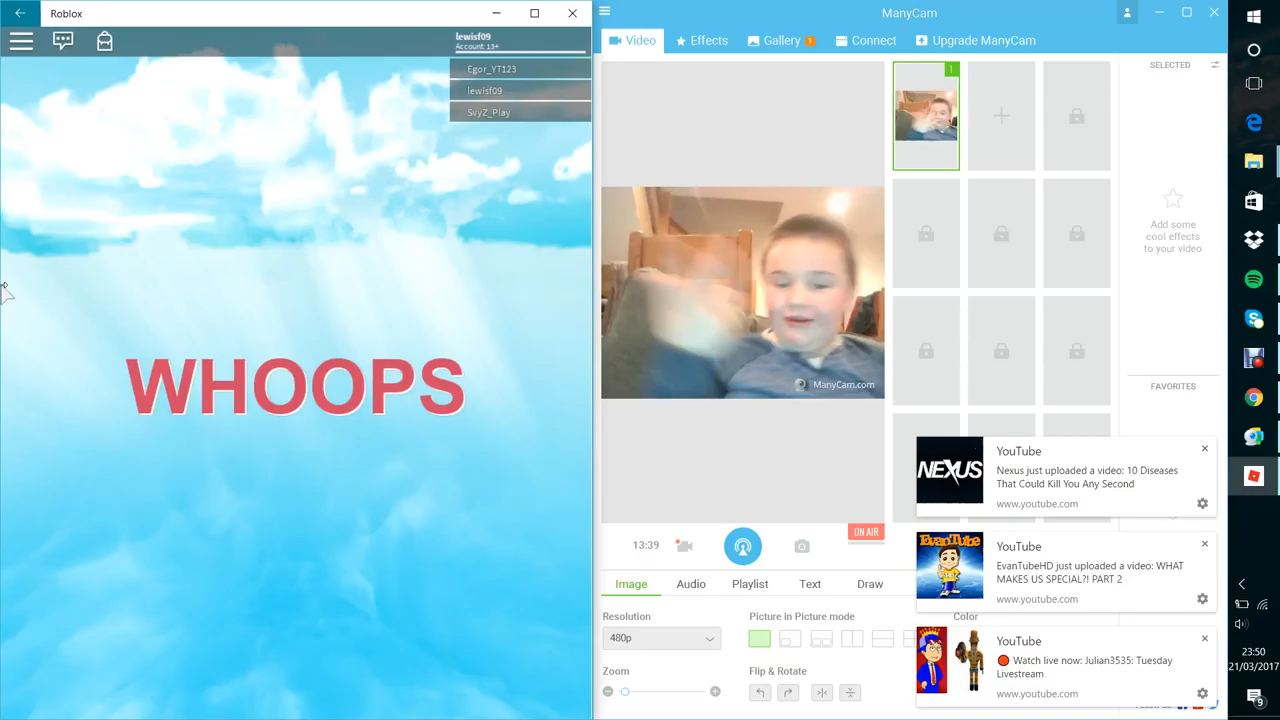 Roblox
lewisf09
Account: 13+
Egor_YT123
lewisf09
SvyZ_Play
WHOOPS
ManyCam
Video
Effects
Gallery 1
Connect
Upgrade ManyCam
1
SELECTED
Add some
cool effects
to your video
FAVORITES
ManyCam.com
ON AIR
13:39
Image
Audio
Playlist
Text
Draw
Resolution
480p
Picture in Picture mode
Color
Zoom
Flip & Rotate
YouTube
Nexus just uploaded a video: 10 Diseases
That Could Kill You Any Second
www.youtube.com
NEXUS
YouTube
EvanTubeHD just uploaded a video: WHAT
MAKES US SPECIAL?! PART 2
www.youtube.com
EvanTube
YouTube
🔴 Watch live now: Julian3535: Tuesday
Livestream
www.youtube.com
23:50
21/03/2017
9